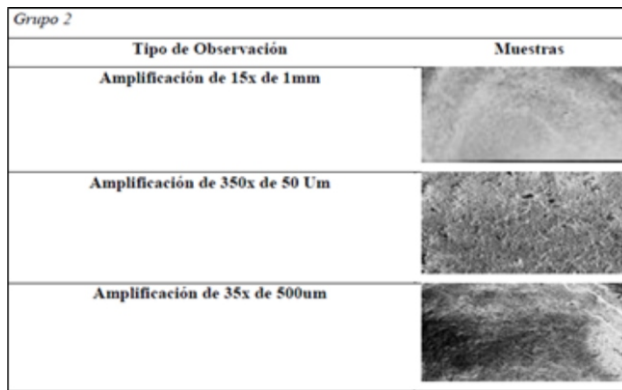 Grupo 2
Tipo de Observación Muestras
Amplificación de 15x de 1mm
Amplificación de 350x de 50 Um
Amplificación de 35x de 500um